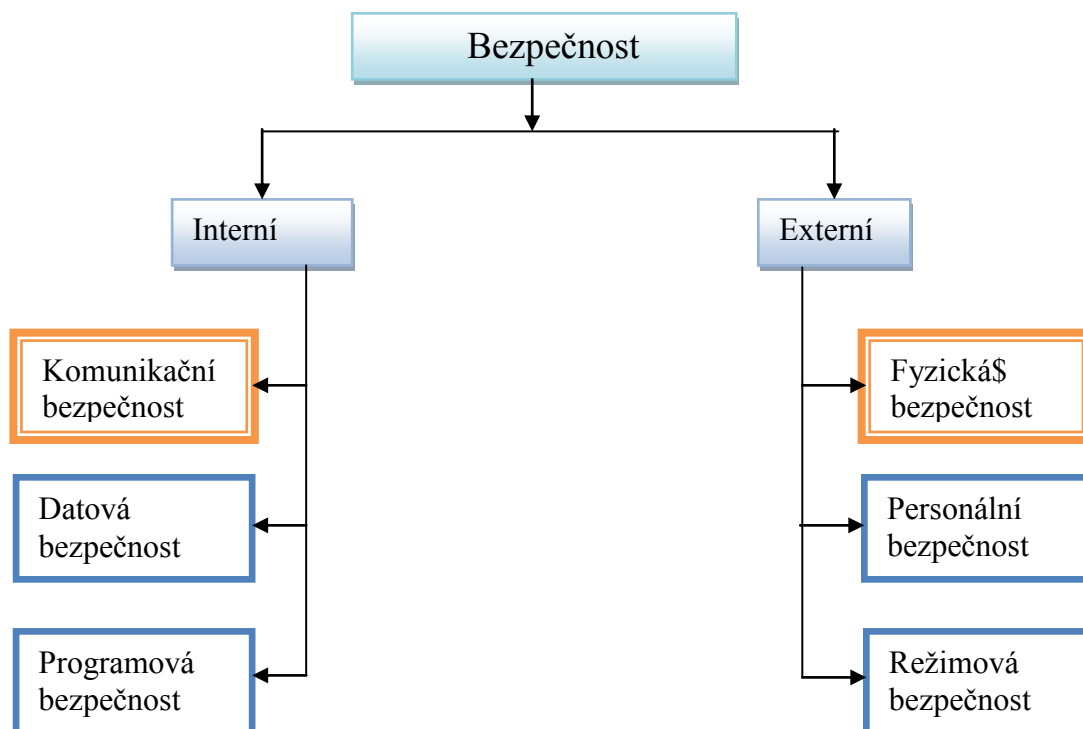 Bezpečnost
Interní
Externí
Komunikační
bezpečnost
Fyzická$
bezpečnost
Datová
bezpečnost
Personální
bezpečnost
Programová
bezpečnost
Režimová
bezpečnost